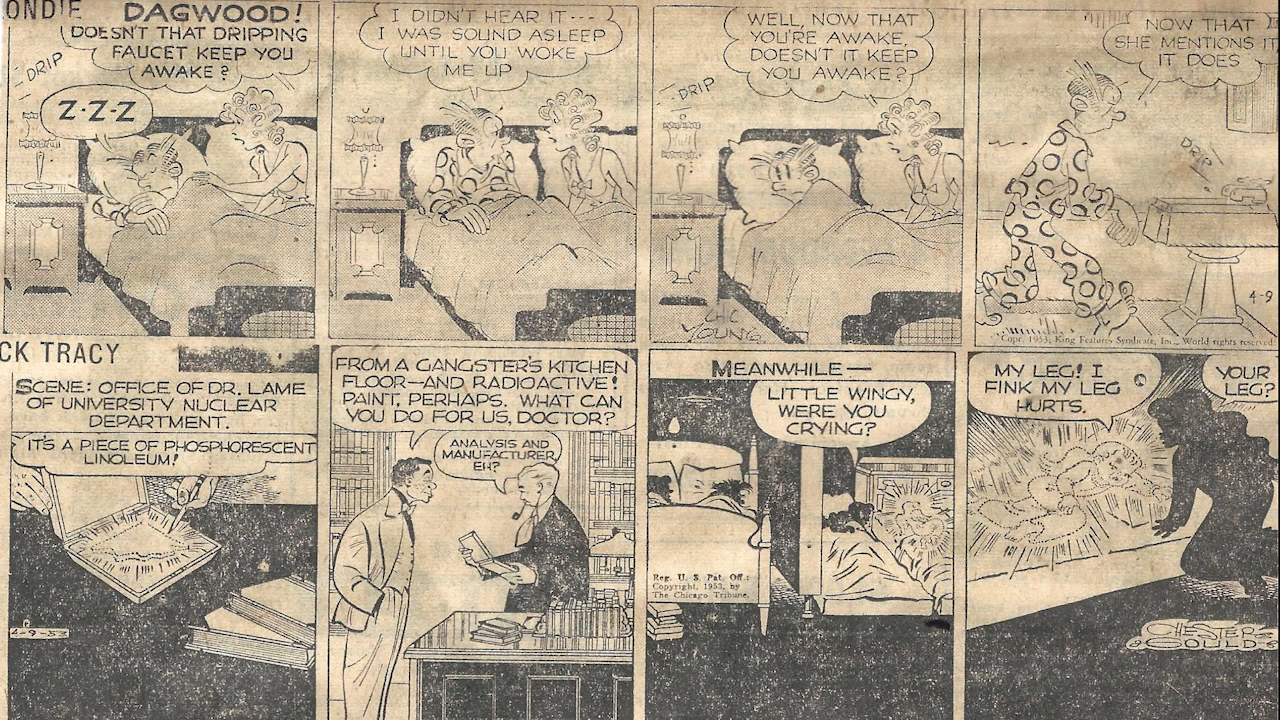 ONDIE
DAGWOOD!
DOESN'T THAT DRIPPING
FAUCET KEEP YOU
AWAKE?
DRIP
Z-Z-Z
I DIDN'T HEAR IT---
I WAS SOUND ASLEEP
UNTIL YOU WOKE
ME UP
WELL, NOW THAT
YOU'RE AWAKE,
DOESN'T IT KEEP
YOU AWAKE?
DRIP
CHIC
YOUNG
NOW THAT
SHE MENTIONS IT
IT DOES
DRIP
4-9
Copr. 1953, King Features Syndicate, Inc., World rights reserved
CK TRACY
SCENE: OFFICE OF DR. LAME
OF UNIVERSITY NUCLEAR
DEPARTMENT.
IT'S A PIECE OF PHOSPHORESCENT
LINOLEUM!
4-9-53
FROM A GANGSTER'S KITCHEN
FLOOR—AND RADIOACTIVE!
PAINT, PERHAPS. WHAT CAN
YOU DO FOR US, DOCTOR?
ANALYSIS AND
MANUFACTURER,
EH?
MEANWHILE—
LITTLE WINGY,
WERE YOU
CRYING?
Reg. U. S. Pat. Off.:
Copyright, 1953, by
The Chicago Tribune.
MY LEG! I
FINK MY LEG
HURTS.
YOUR
LEG?
CHESTER
GOULD